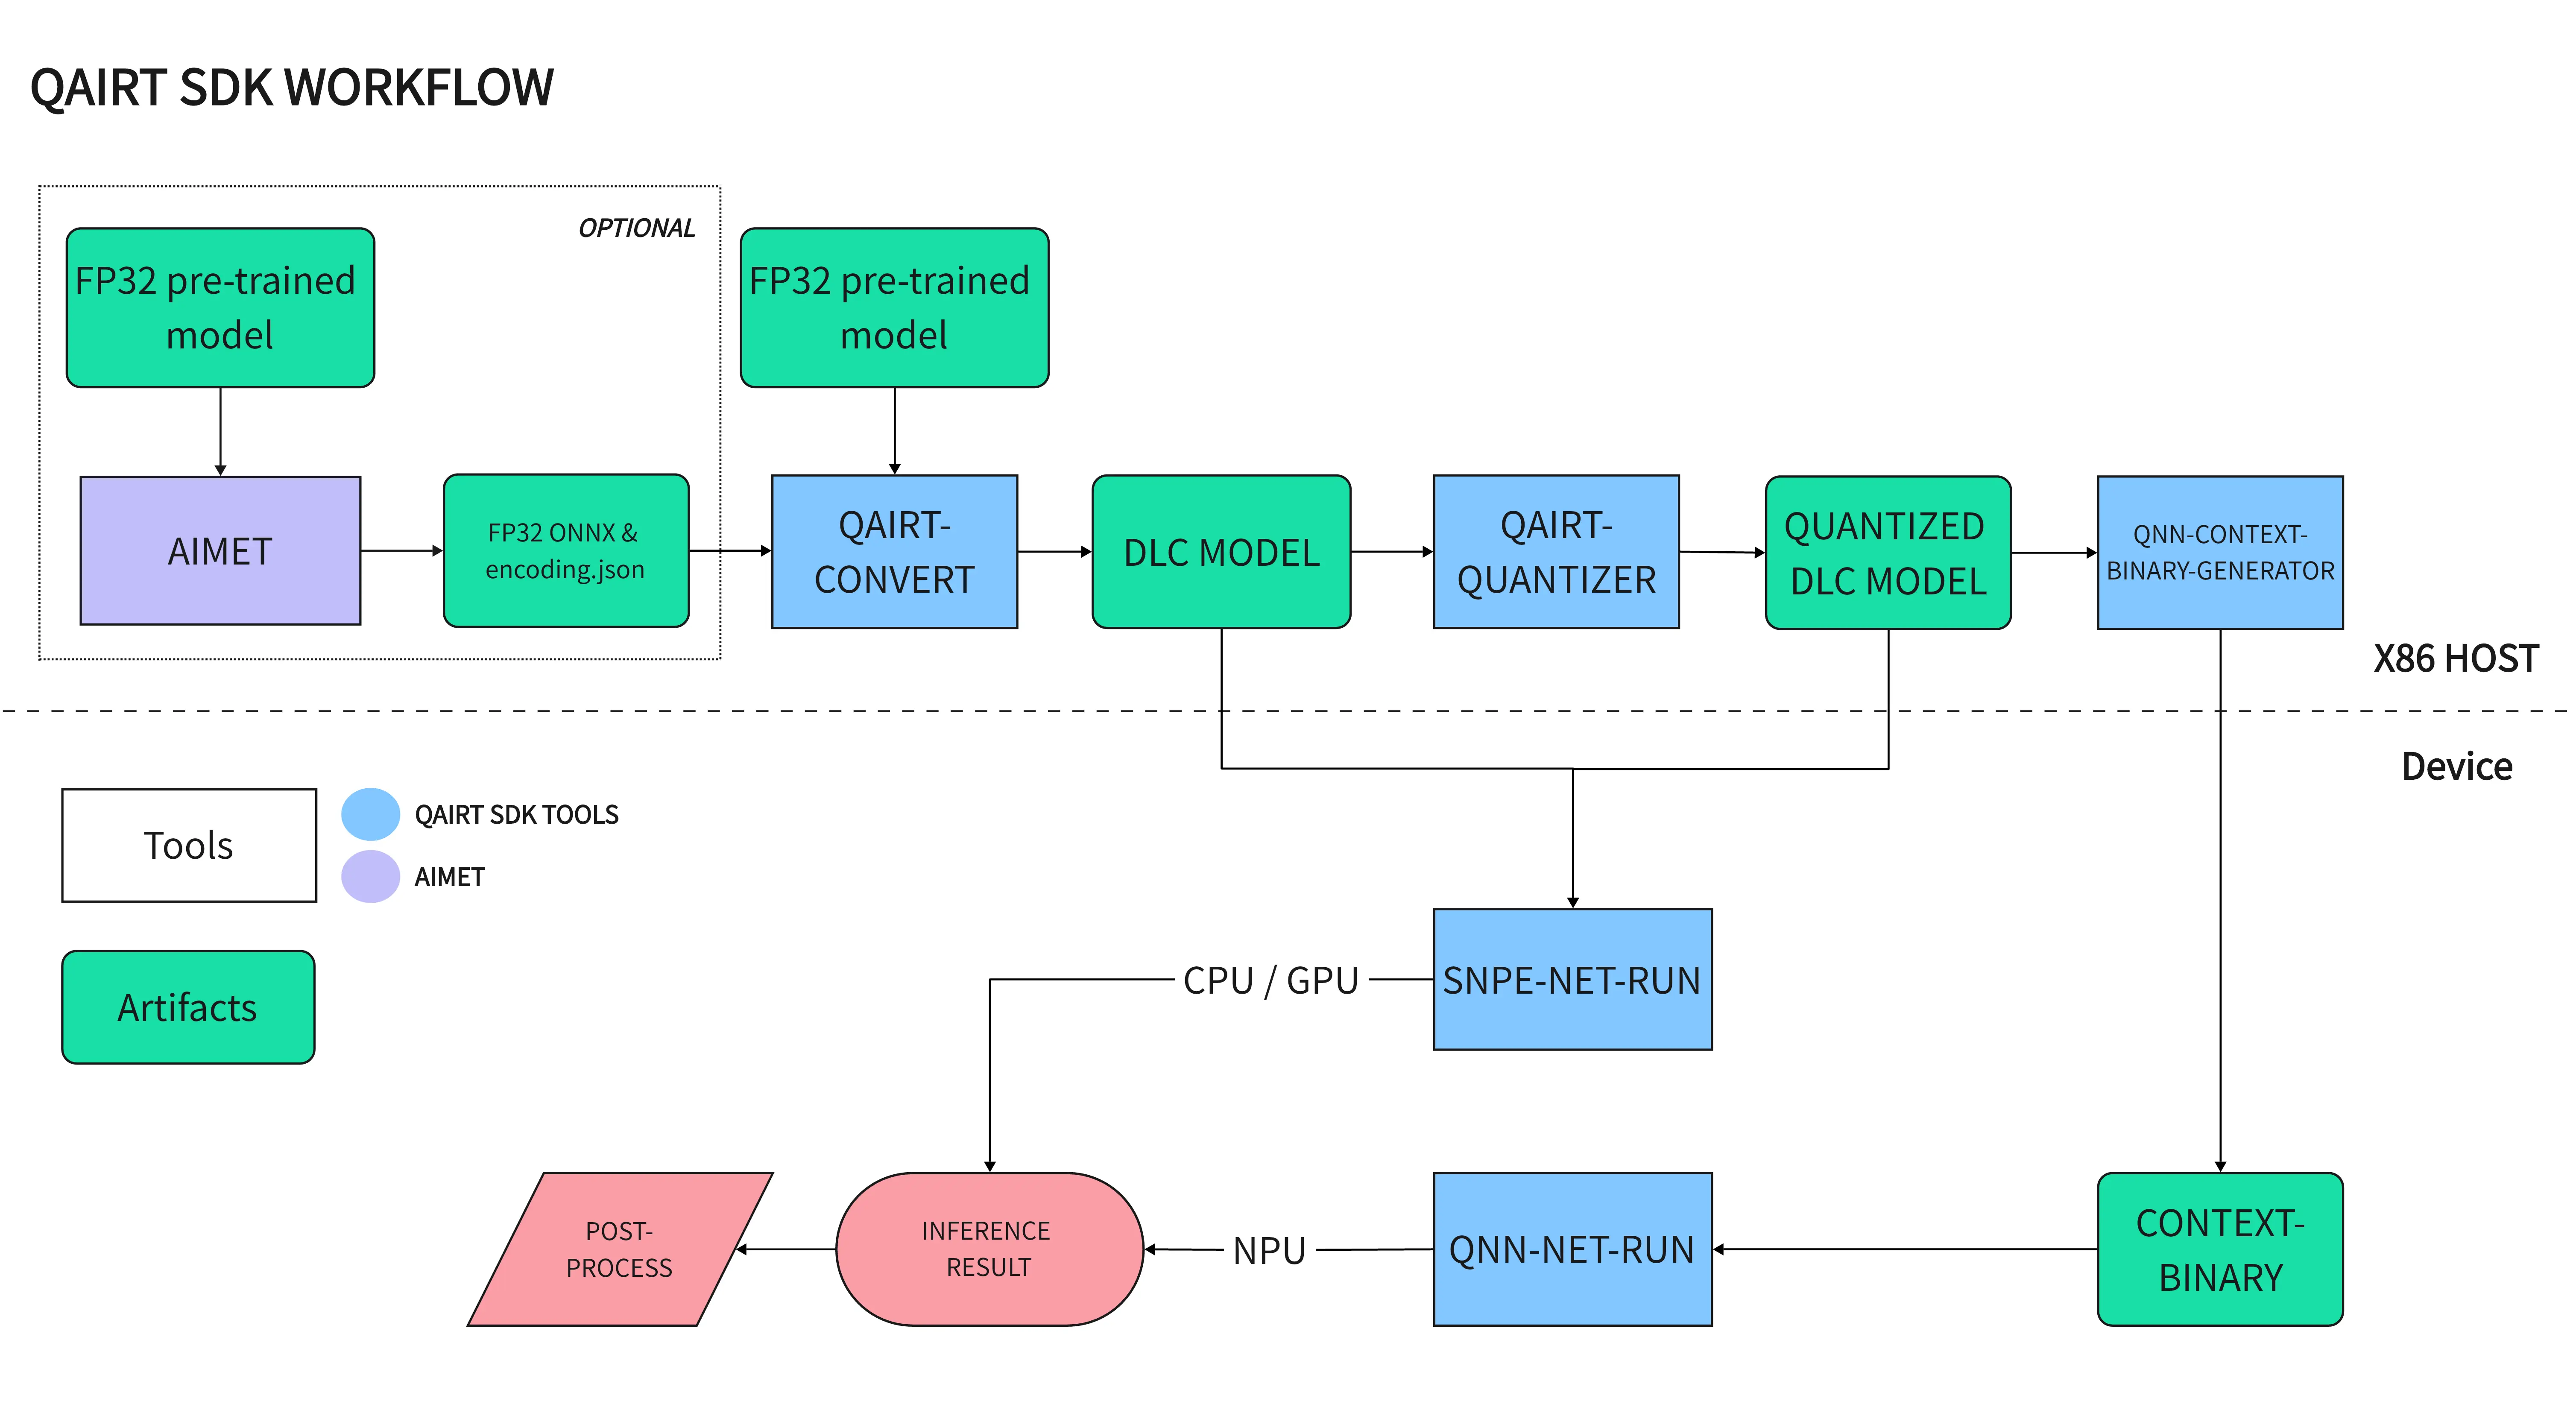 QAIRT SDK WORKFLOW
OPTIONAL
FP32 pre-trained
model
FP32 pre-trained
model
AIMET
FP32 ONNX &
encoding.json
QAIRT-
CONVERT
DLC MODEL
QAIRT-
QUANTIZER
QUANTIZED
DLC MODEL
QNN-CONTEXT-
BINARY-GENERATOR
X86 HOST
Device
Tools
QAIRT SDK TOOLS
AIMET
Artifacts
CPU / GPU
SNPE-NET-RUN
POST-
PROCESS
INFERENCE
RESULT
NPU
QNN-NET-RUN
CONTEXT-
BINARY